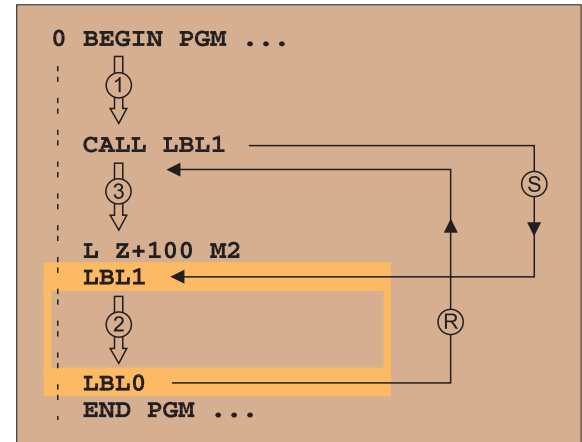 0 BEGIN PGM ...
1
CALL LBL1
S
3
L Z+100 M2
LBL1
2
R
LBL0
END PGM ...